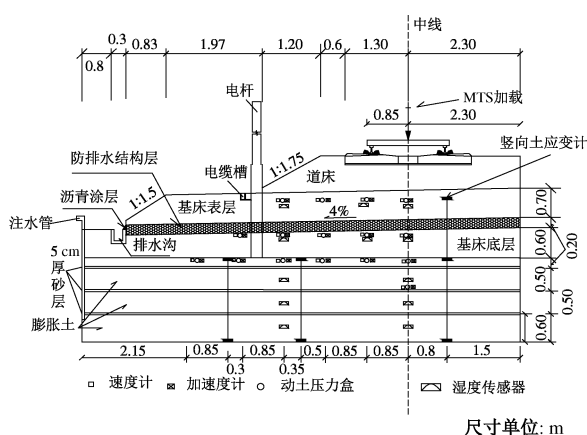 中线
0.3
0.8
0.83
1.97
1.20
0.6
1.30
2.30
电杆
0.85
MTS加载
2.30
防排水结构层
电缆槽
1:1.75
道床
竖向土应变计
沥青涂层
1:1.5
基床表层
4%
0.70
注水管
排水沟
基床底层
0.60
0.20
5 cm
厚
砂
层
0.50
0.50
膨胀土
0.60
2.15
0.85
0.3
0.85
0.35
0.5
0.85
0.85
0.8
1.5
速度计
加速度计
动土压力盒
湿度传感器
尺寸单位: m